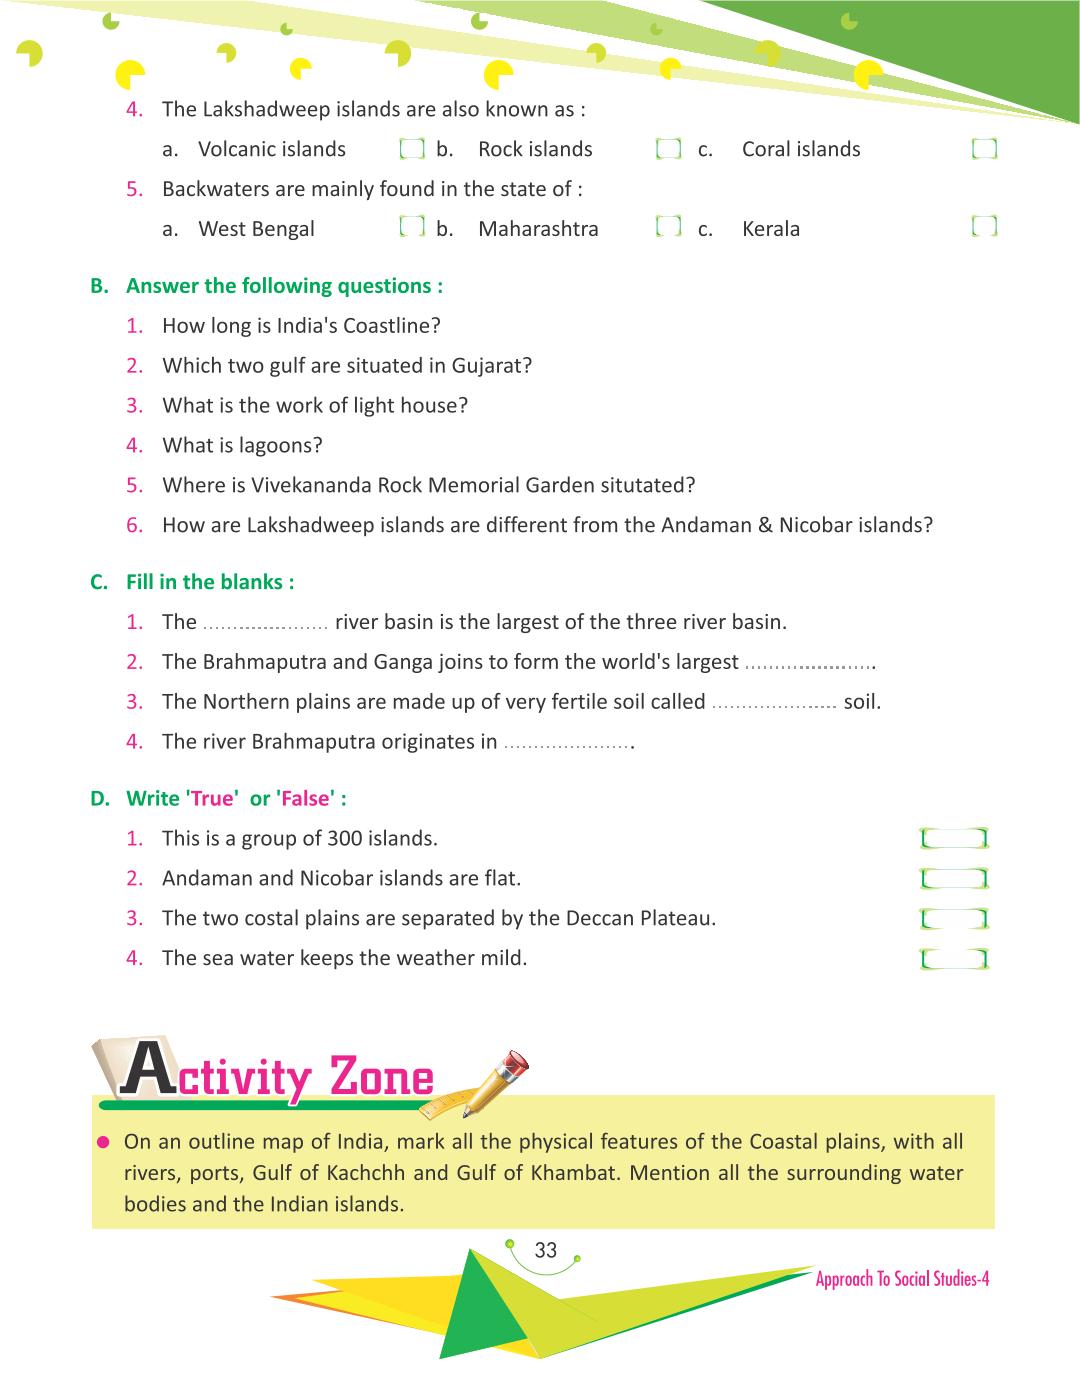 4. The Lakshadweep islands are also known as :
a. Volcanic islands b. Rock islands c. Coral islands
5. Backwaters are mainly found in the state of :
a. West Bengal b. Maharashtra c. Kerala
B. Answer the following questions :
1. How long is India's Coastline?
2. Which two gulf are situated in Gujarat?
3. What is the work of light house?
4. What is lagoons?
5. Where is Vivekananda Rock Memorial Garden situtated?
6. How are Lakshadweep islands are different from the Andaman & Nicobar islands?
C. Fill in the blanks :
1. The ..................... river basin is the largest of the three river basin.
2. The Brahmaputra and Ganga joins to form the world's largest ......................
3. The Northern plains are made up of very fertile soil called ..................... soil.
4. The river Brahmaputra originates in ......................
D. Write 'True' or 'False' :
1. This is a group of 300 islands.
2. Andaman and Nicobar islands are flat.
3. The two costal plains are separated by the Deccan Plateau.
4. The sea water keeps the weather mild.
Activity Zone
On an outline map of India, mark all the physical features of the Coastal plains, with all
rivers, ports, Gulf of Kachchh and Gulf of Khambat. Mention all the surrounding water
bodies and the Indian islands.
33
Approach To Social Studies-4